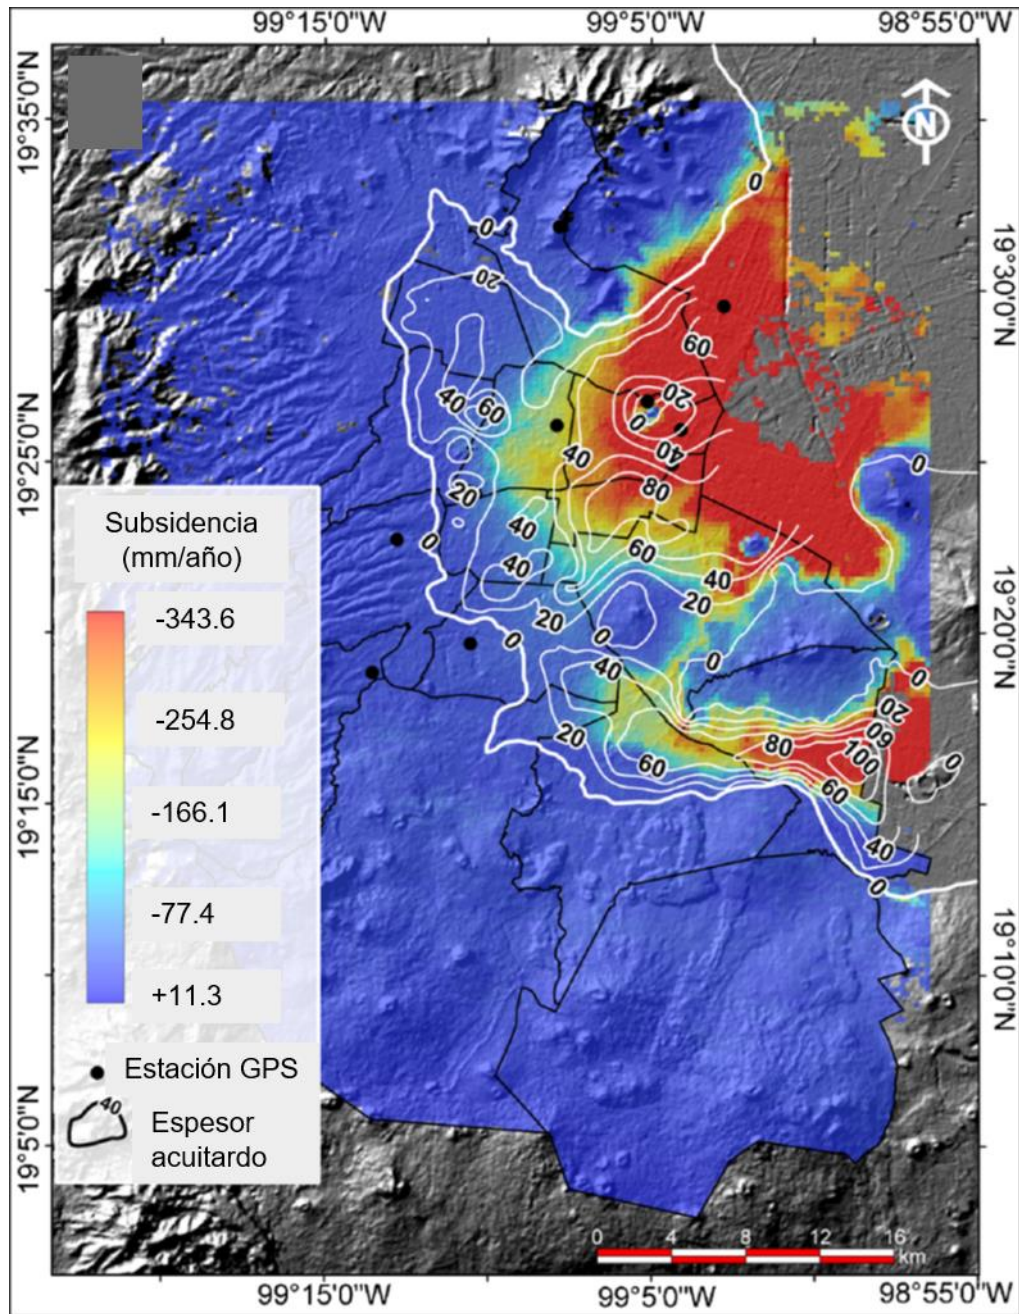 99°15'0"W
99°5'0"W
98°55'0"W
19°35'0"N
N
0
0
20
19°30'0"N
60
20
40
60
0
40
19°25'0"N
40
80
0
20
Subsidencia
(mm/año)
40
0
60
40
40
20
-343.6
20
0
0
19°20'0"N
40
0
20
-254.8
20
60
80
100
60
0
60
-166.1
19°15'0"N
40
0
-77.4
+11.3
19°10'0"N
Estación GPS
40
Espesor
acuitardo
19°5'0"N
0
4
8
12
16
km
99°15'0"W
99°5'0"W
98°55'0"W